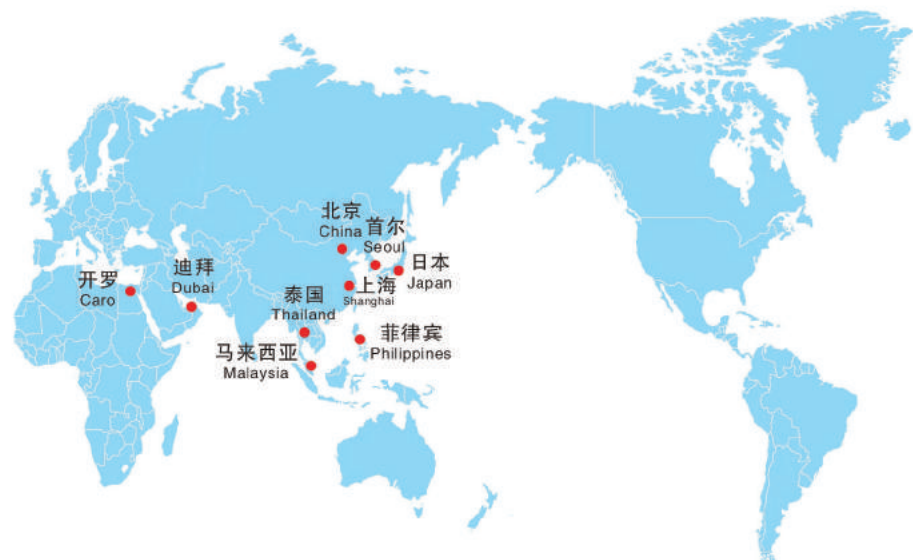 北京
China
首尔
Seoul
日本
Japan
上海
Shanghai
开罗
Caro
迪拜
Dubai
泰国
Thailand
菲律宾
Philippines
马来西亚
Malaysia